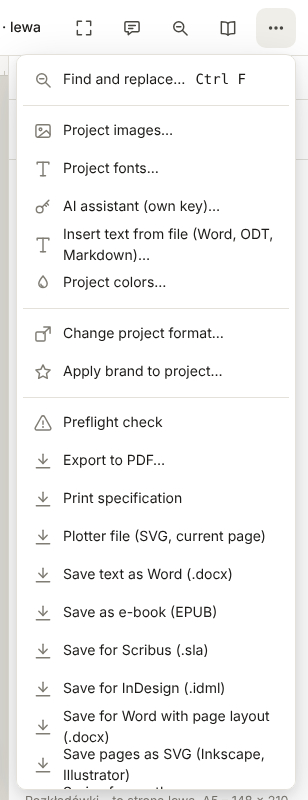 · lewa
Find and replace... Ctrl F
Project images...
Project fonts...
AI assistant (own key)...
Insert text from file (Word, ODT,
Markdown)...
Project colors...
Change project format...
Apply brand to project...
Preflight check
Export to PDF...
Print specification
Plotter file (SVG, current page)
Save text as Word (.docx)
Save as e-book (EPUB)
Save for Scribus (.sla)
Save for InDesign (.idml)
Save for Word with page layout
(.docx)
Save pages as SVG (Inkscape,
Illustrator)